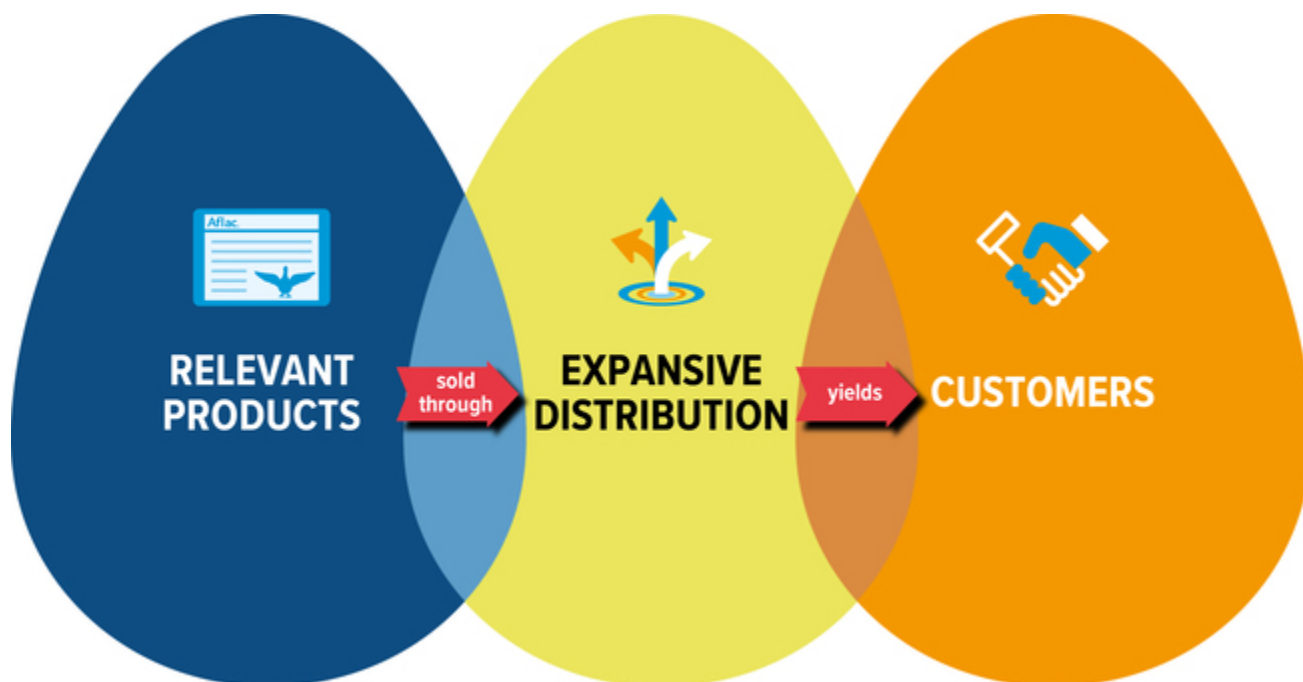 Aflac.
RELEVANT
PRODUCTS
sold
through
EXPANSIVE
DISTRIBUTION
yields
CUSTOMERS